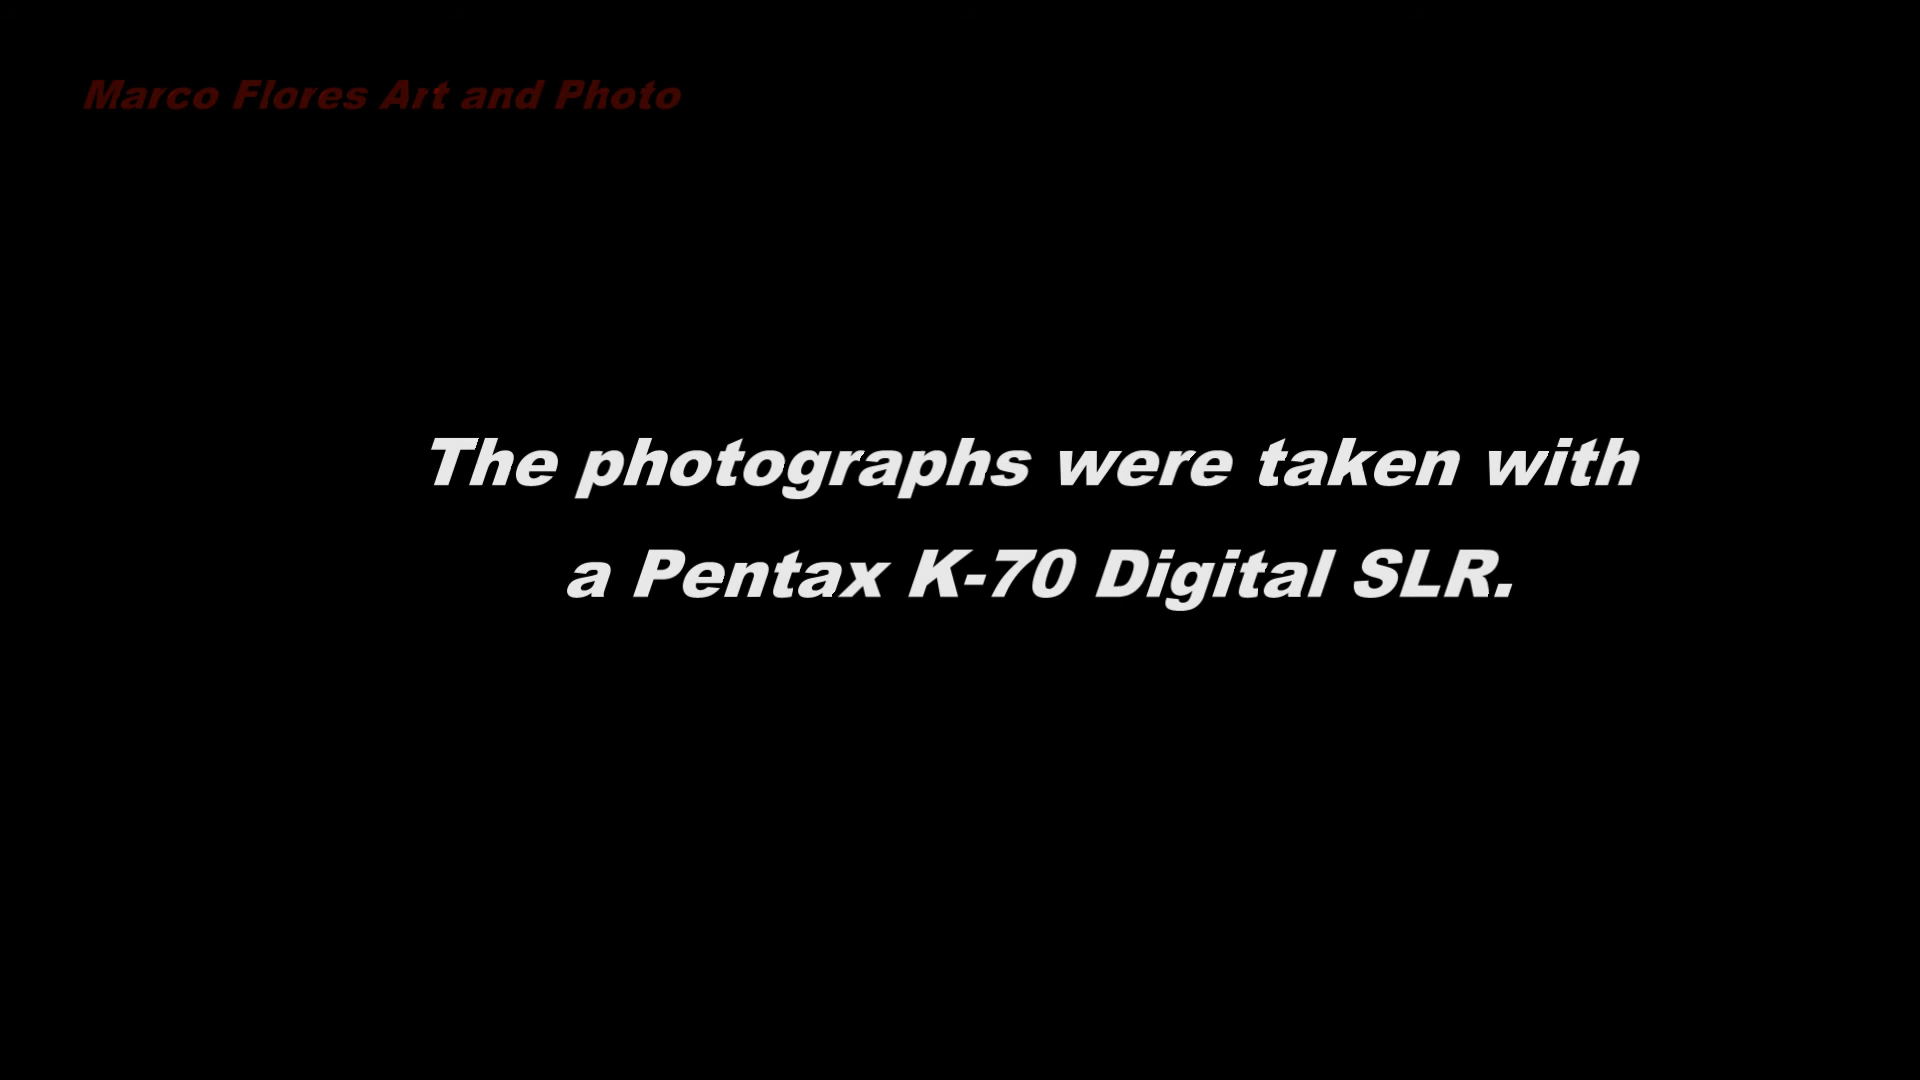 Marco Flores Art and Photo
The photographs were taken with
a Pentax K-70 Digital SLR.